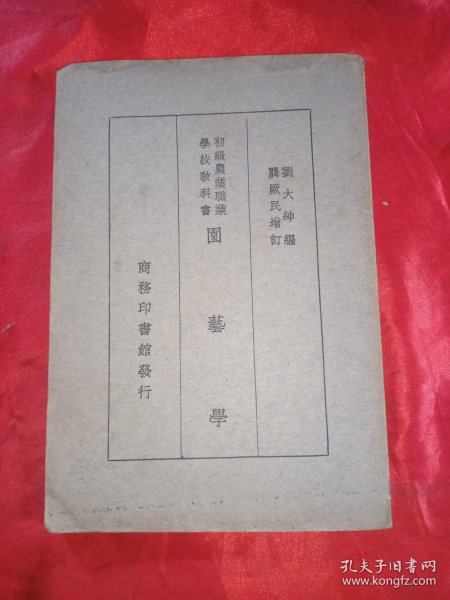 劉大紳編
龔厥民增訂
初級農業職業
學校教科書
園藝學
商務印書館發行
孔夫子旧书网
www.kongfz.com